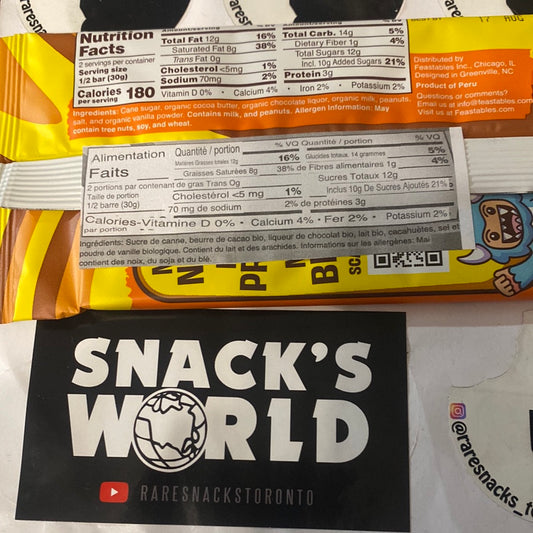 17 AUG
Nutrition
Facts
2 servings per container
Serving size
1/2 bar (30g)
Calories 180
per serving
Total Fat 12g 16%
Saturated Fat 8g 38%
Trans Fat 0g
Cholesterol <5mg 1%
Sodium 70mg 2%
Total Carb. 14g 5%
Dietary Fiber 1g 4%
Total Sugars 12g
Incl. 10g Added Sugars 21%
Protein 3g
Vitamin D 0% • Calcium 4% • Iron 2% • Potassium 2%
Ingredients: Cane sugar, organic cocoa butter, organic chocolate liquor, organic milk, peanuts,
salt, and organic vanilla powder. Contains milk, and peanuts. Allergen Information: May
contain tree nuts, soy, and wheat.
Distributed by
Feastables Inc., Chicago, IL
Designed in Greenville, NC
Product of Peru
Questions or comments?
Email us at info@feastables.com
Visit us at Feastables.com
Alimentation
Faits
2 portions par contenant de gras Trans 0g
Taille de portion
1/2 barre (30g)
Calories-Vitamine D 0% • Calcium 4% • Fer 2% • Potassium 2%
par portion
Quantité / portion % VQ Quantité / portion % VQ
Matières Grasses totales 12g 16% Glucides totaux. 14 grammes 5%
Graisses Saturées 8g 38% de Fibres alimentaires 1g 4%
Sucres Totaux 12g
Cholestérol <5 mg 1% Inclus 10g De Sucres Ajoutés 21%
70 mg de sodium 2% de protéines 3g
Ingrédients: Sucre de canne, beurre de cacao bio, liqueur de chocolat bio, lait bio, cacahuètes, sel et
poudre de vanille biologique. Contient du lait et des arachides. Informations sur les allergènes: Mai
contient des noix, du soja et du blé.
SNACK'S
WORLD
RARESNACKSTORONTO
@raresnacks_to